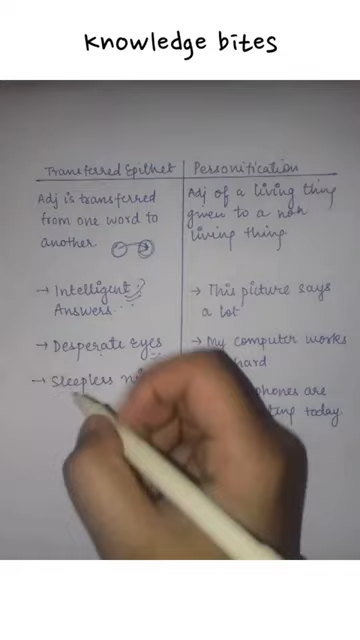 knowledge bites
Transferred Epithet
Adj is transferred
from one word to
another.
→ Intelligent ?
Answers
→ Desperate eyes
→ Sleepless
Personification
Adj of a living thing
given to a non
living thing
→ This picture says
a lot
→ My computer works
hard
phones are
today.